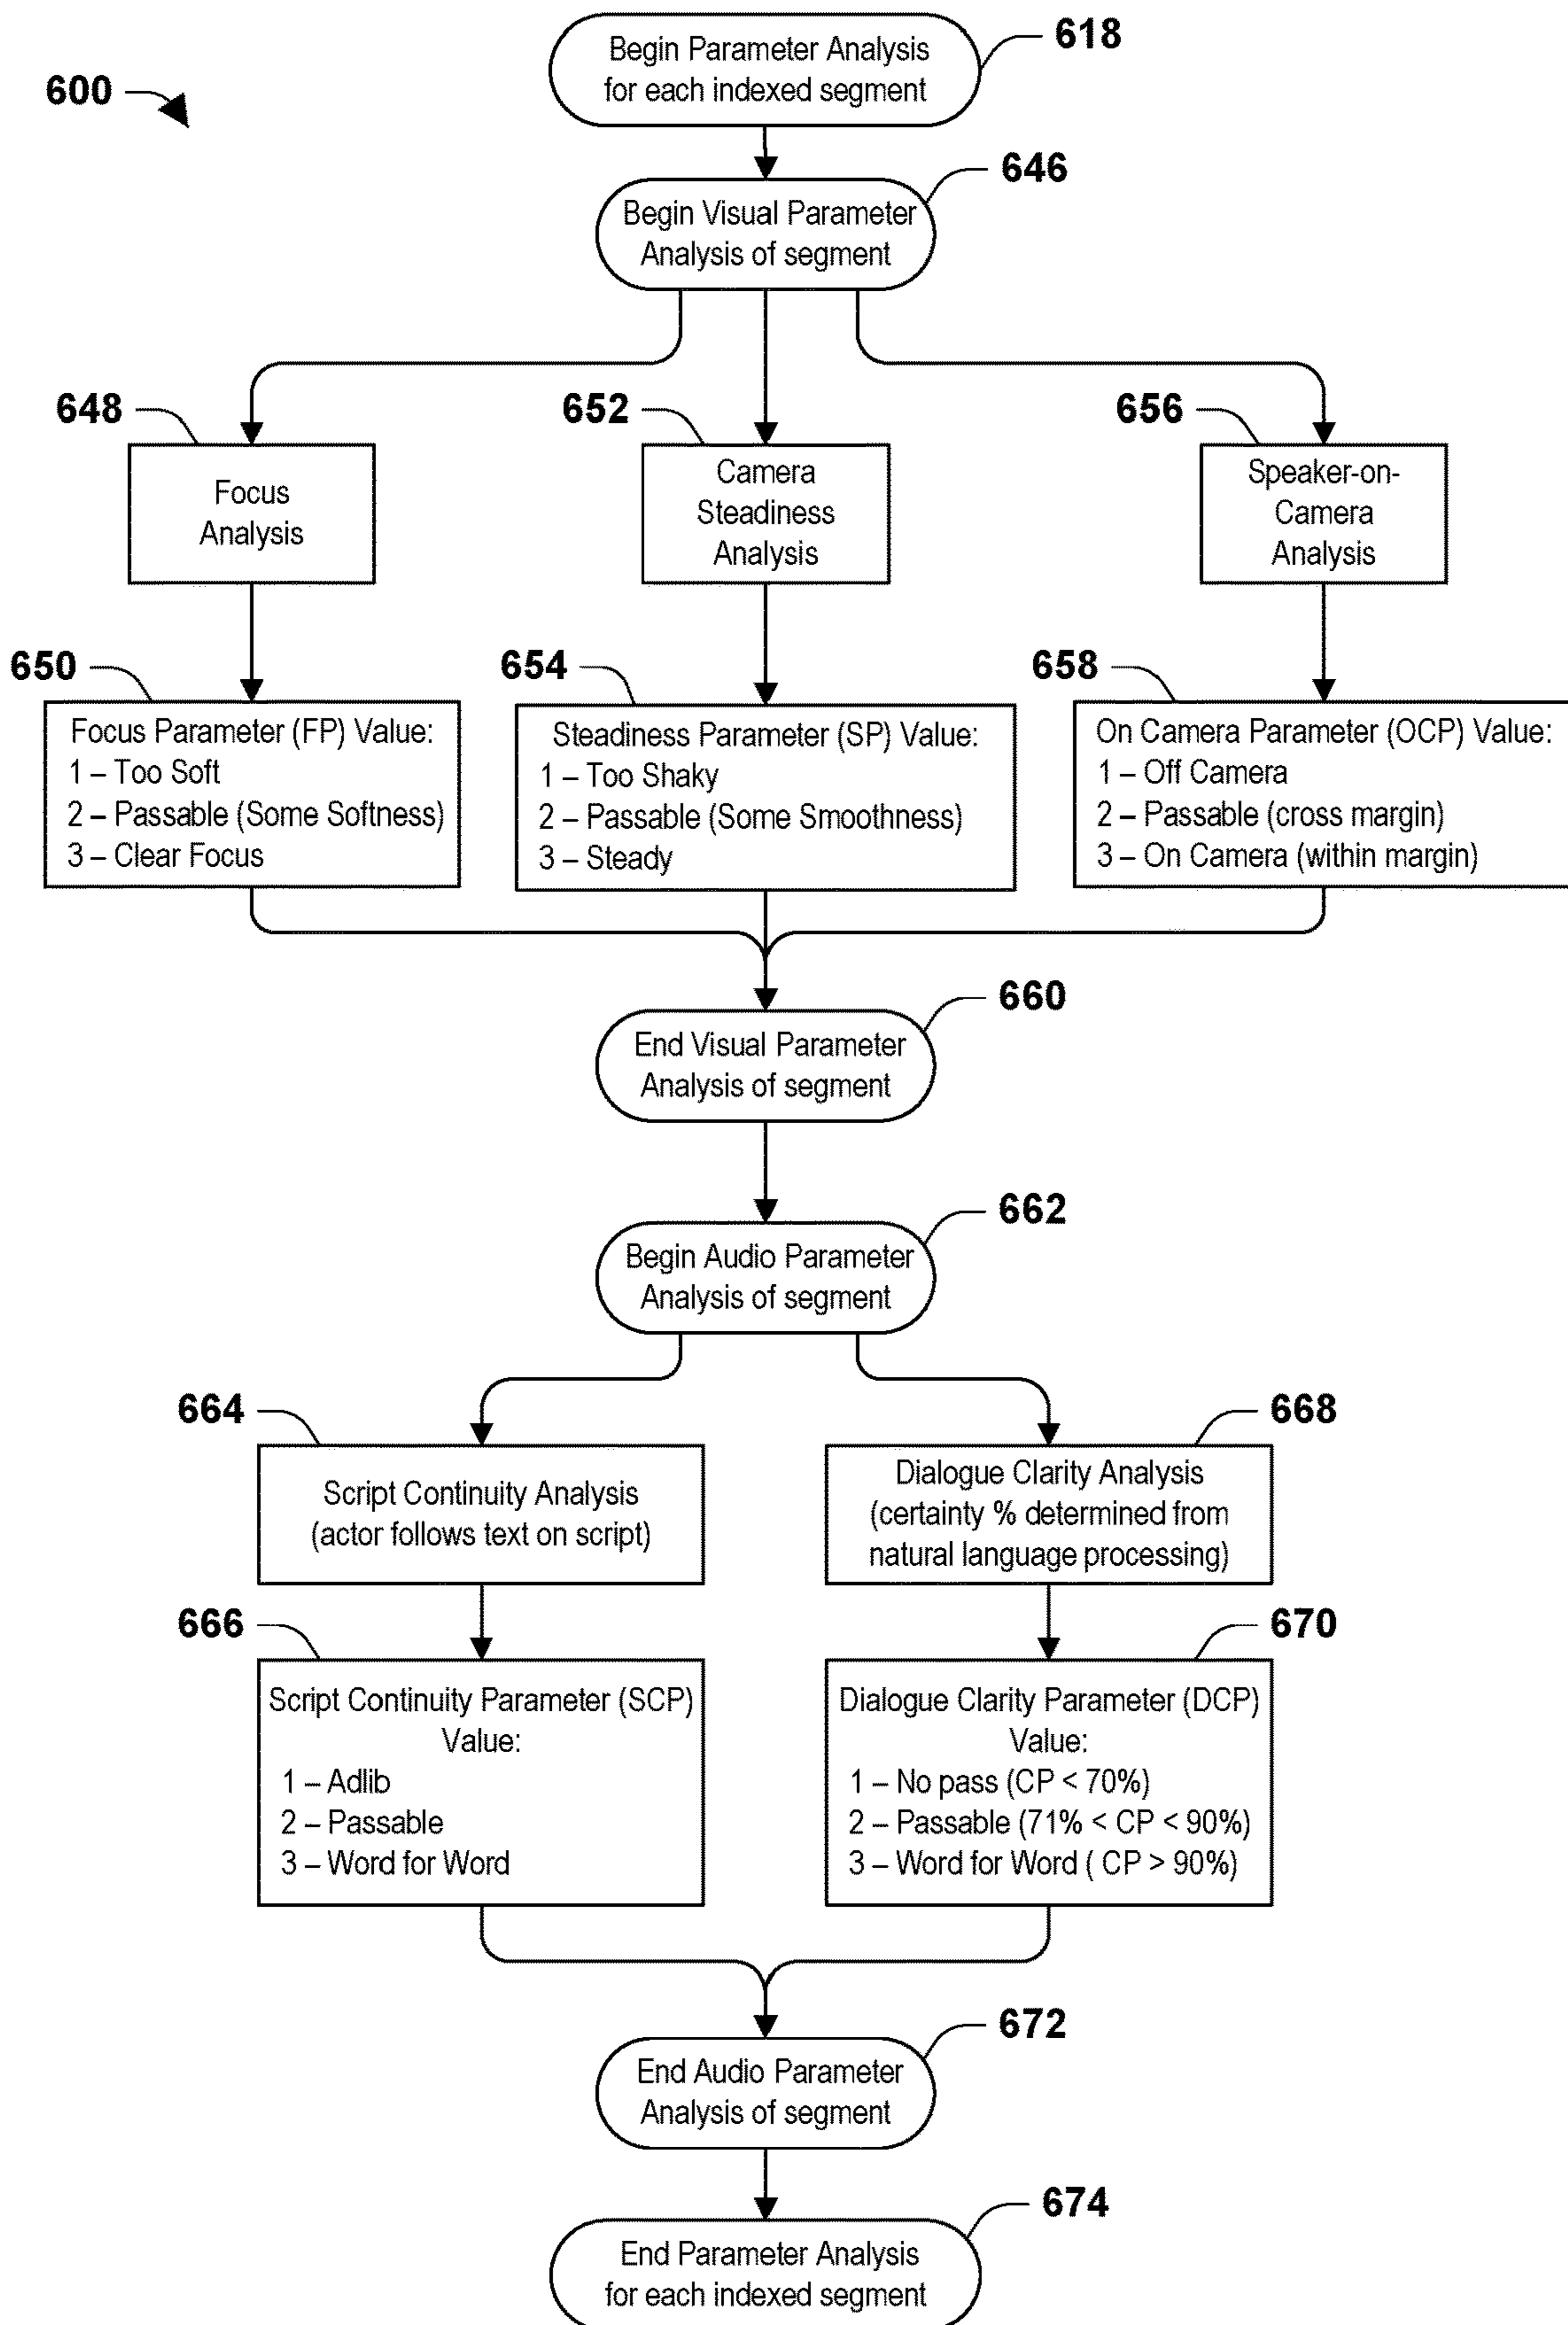 600
618
Begin Parameter Analysis
for each indexed segment
646
Begin Visual Parameter
Analysis of segment
648
Focus
Analysis
652
Camera
Steadiness
Analysis
656
Speaker-on-
Camera
Analysis
650
Focus Parameter (FP) Value:
1 – Too Soft
2 – Passable (Some Softness)
3 – Clear Focus
654
Steadiness Parameter (SP) Value:
1 – Too Shaky
2 – Passable (Some Smoothness)
3 – Steady
658
On Camera Parameter (OCP) Value:
1 – Off Camera
2 – Passable (cross margin)
3 – On Camera (within margin)
660
End Visual Parameter
Analysis of segment
662
Begin Audio Parameter
Analysis of segment
664
Script Continuity Analysis
(actor follows text on script)
668
Dialogue Clarity Analysis
(certainty % determined from
natural language processing)
666
Script Continuity Parameter (SCP)
Value:
1 – Adlib
2 – Passable
3 – Word for Word
670
Dialogue Clarity Parameter (DCP)
Value:
1 – No pass (CP < 70%)
2 – Passable (71% < CP < 90%)
3 – Word for Word ( CP > 90%)
672
End Audio Parameter
Analysis of segment
674
End Parameter Analysis
for each indexed segment